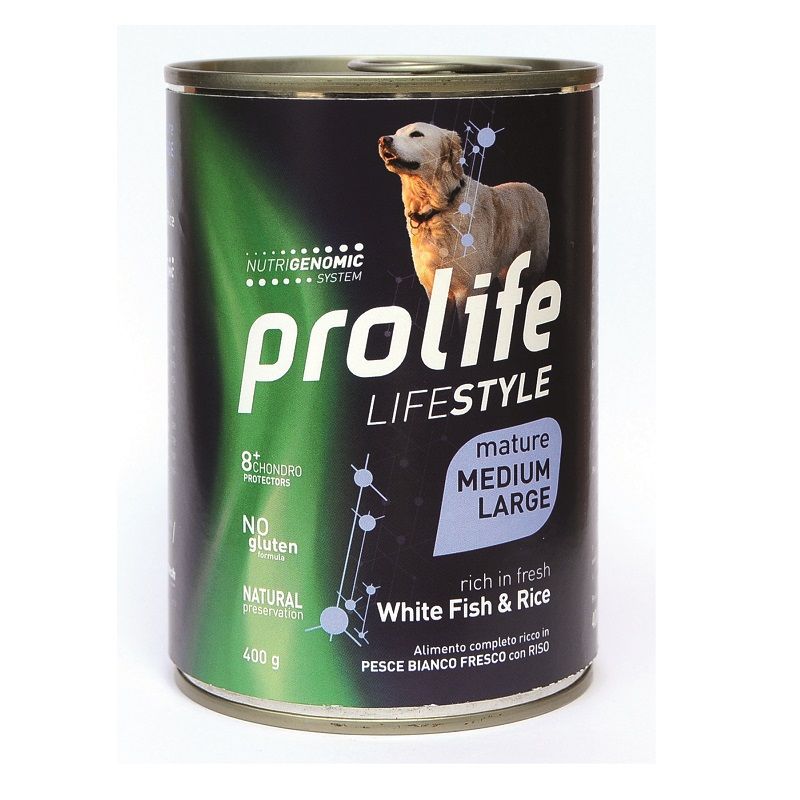 NUTRIGENOMIC
SYSTEM
prolife
LIFESTYLE
mature
MEDIUM
LARGE
8+
CHONDRO
PROTECTORS
NO
gluten
formula
NATURAL
preservation
400 g
rich in fresh
White Fish & Rice
Alimento completo ricco in
PESCE BIANCO FRESCO con RISO